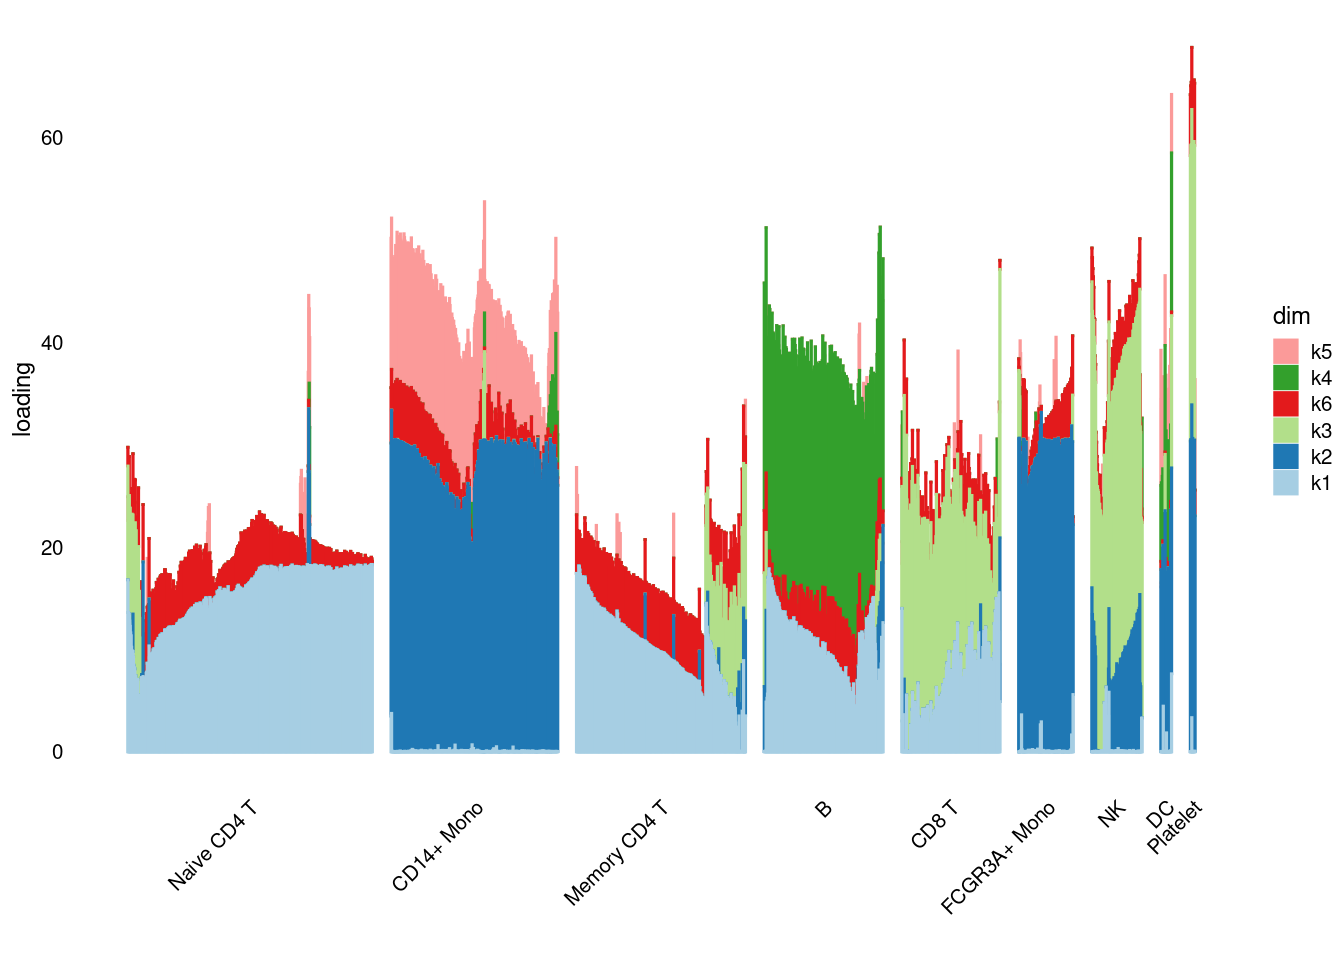 60
40
20
0
loading
Naive CD4 T
CD14+ Mono
Memory CD4 T
B
CD8 T
FCGR3A+ Mono
NK
DC
Platelet
dim
k5
k4
k6
k3
k2
k1